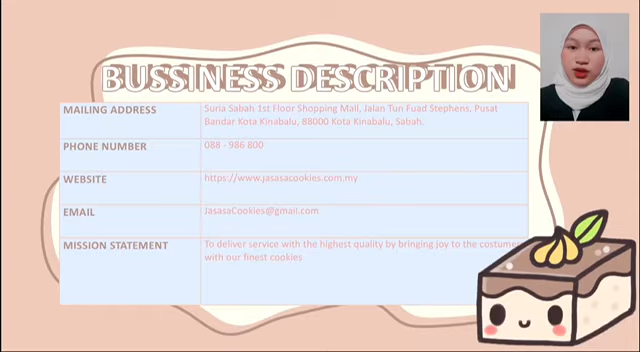 BUSSINESS DESCRIPTION
MAILING ADDRESS
Suria Sabah 1st Floor Shopping Mall, Jalan Tun Fuad Stephens, Pusat
Bandar Kota Kinabalu, 88000 Kota Kinabalu, Sabah.
PHONE NUMBER
088 - 986 800
WEBSITE
https://www.jasasacookies.com.my
EMAIL
JasasaCookies@gmail.com
MISSION STATEMENT
To deliver service with the highest quality by bringing joy to the costumer
with our finest cookies